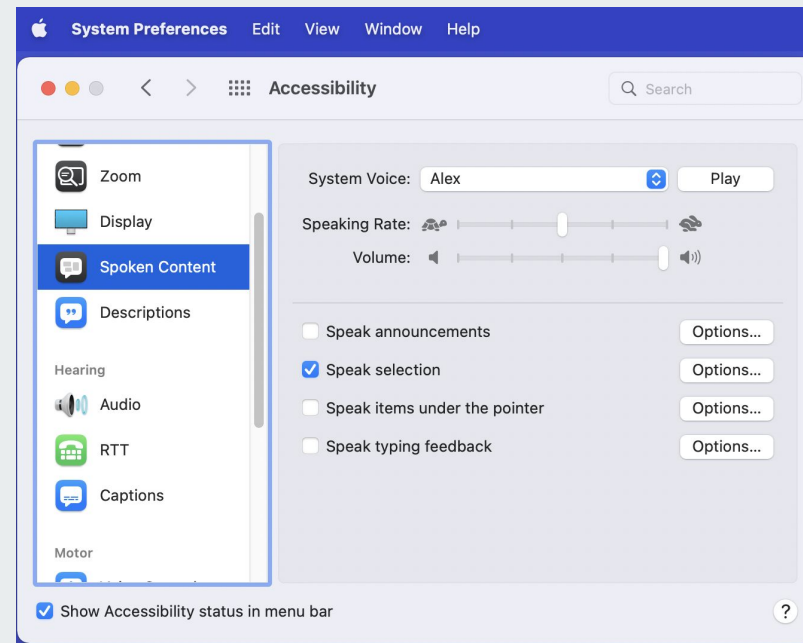 System Preferences Edit View Window Help
Accessibility
Search
Zoom
Display
Spoken Content
Descriptions
Hearing
Audio
RTT
Captions
Motor
System Voice: Alex Play
Speaking Rate:
Volume:
Speak announcements Options...
Speak selection Options...
Speak items under the pointer Options...
Speak typing feedback Options...
Show Accessibility status in menu bar ?